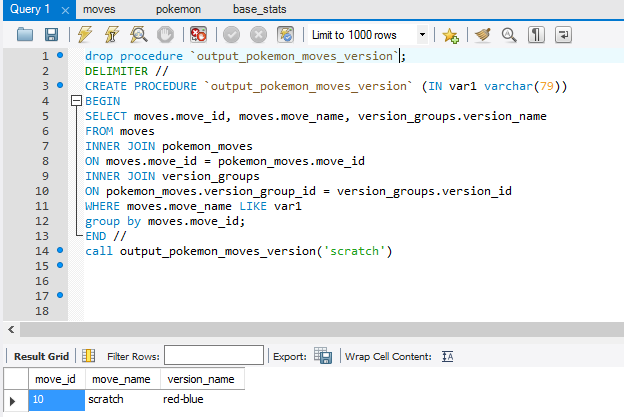 Query 1 moves pokemon base_stats
Limit to 1000 rows
1 drop procedure `output_pokemon_moves_version`;
2 DELIMITER //
3 CREATE PROCEDURE `output_pokemon_moves_version` (IN var1 varchar(79))
4 BEGIN
5 SELECT moves.move_id, moves.move_name, version_groups.version_name
6 FROM moves
7 INNER JOIN pokemon_moves
8 ON moves.move_id = pokemon_moves.move_id
9 INNER JOIN version_groups
10 ON pokemon_moves.version_group_id = version_groups.version_id
11 WHERE moves.move_name LIKE var1
12 group by moves.move_id;
13 END //
14 call output_pokemon_moves_version('scratch')
15
16
17
18
Result Grid Filter Rows: Export: Wrap Cell Content:
move_id move_name version_name
10 scratch red-blue